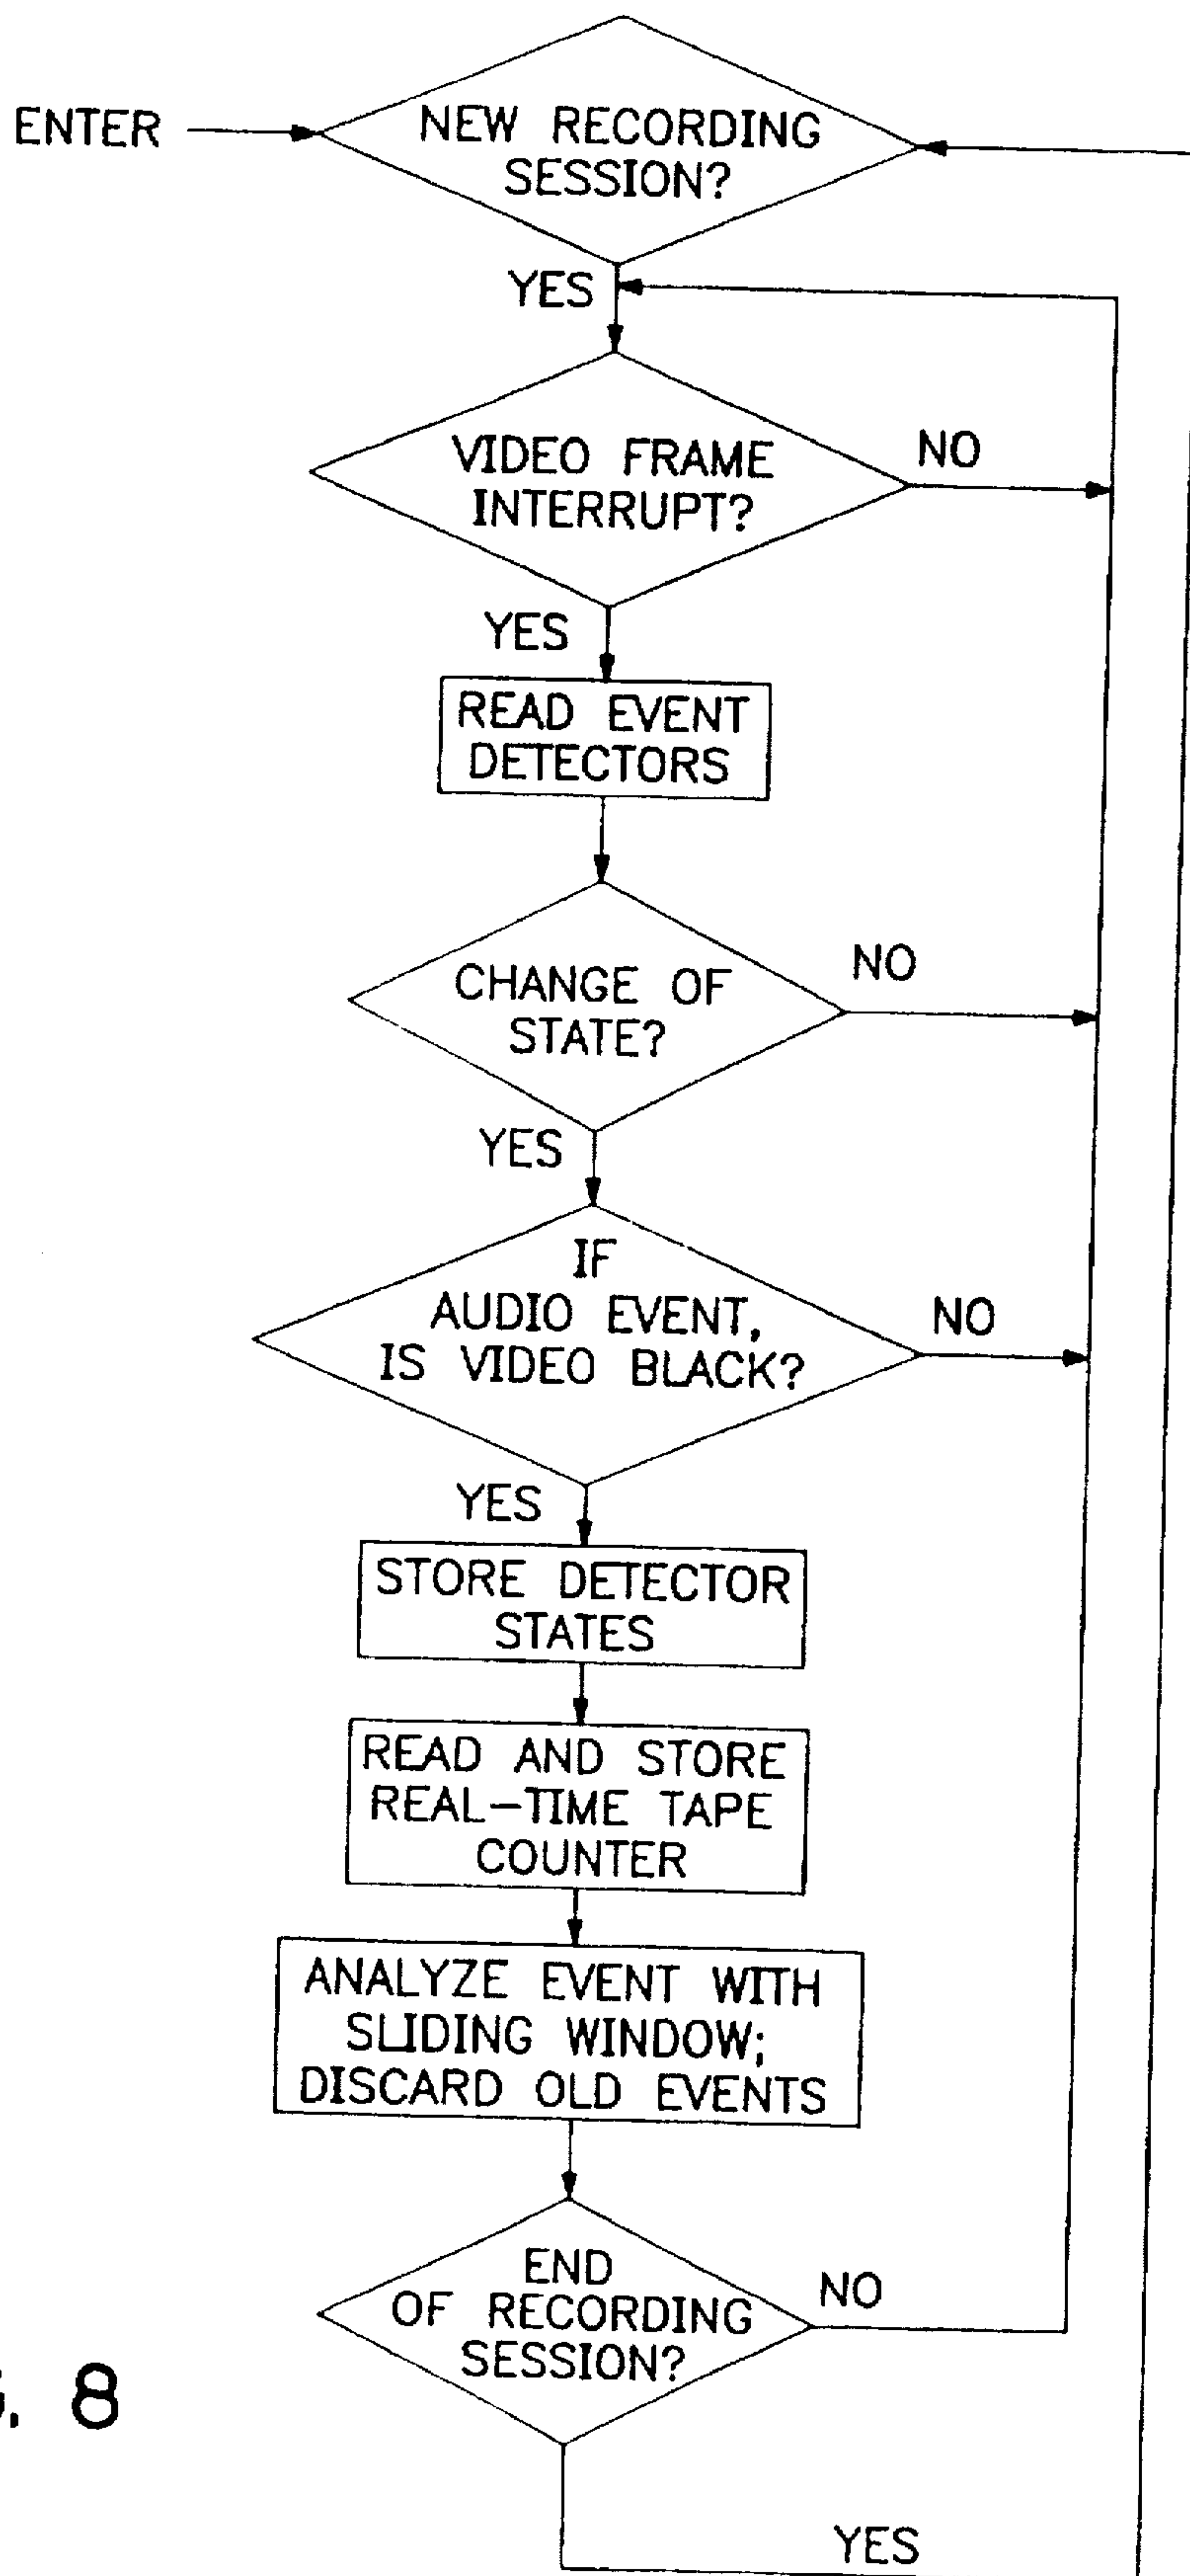 ENTER
NEW RECORDING
SESSION?
YES
VIDEO FRAME
INTERRUPT?
NO
YES
READ EVENT
DETECTORS
CHANGE OF
STATE?
NO
YES
IF
AUDIO EVENT,
IS VIDEO BLACK?
NO
YES
STORE DETECTOR
STATES
READ AND STORE
REAL-TIME TAPE
COUNTER
ANALYZE EVENT WITH
SLIDING WINDOW;
DISCARD OLD EVENTS
END
OF RECORDING
SESSION?
NO
8
YES